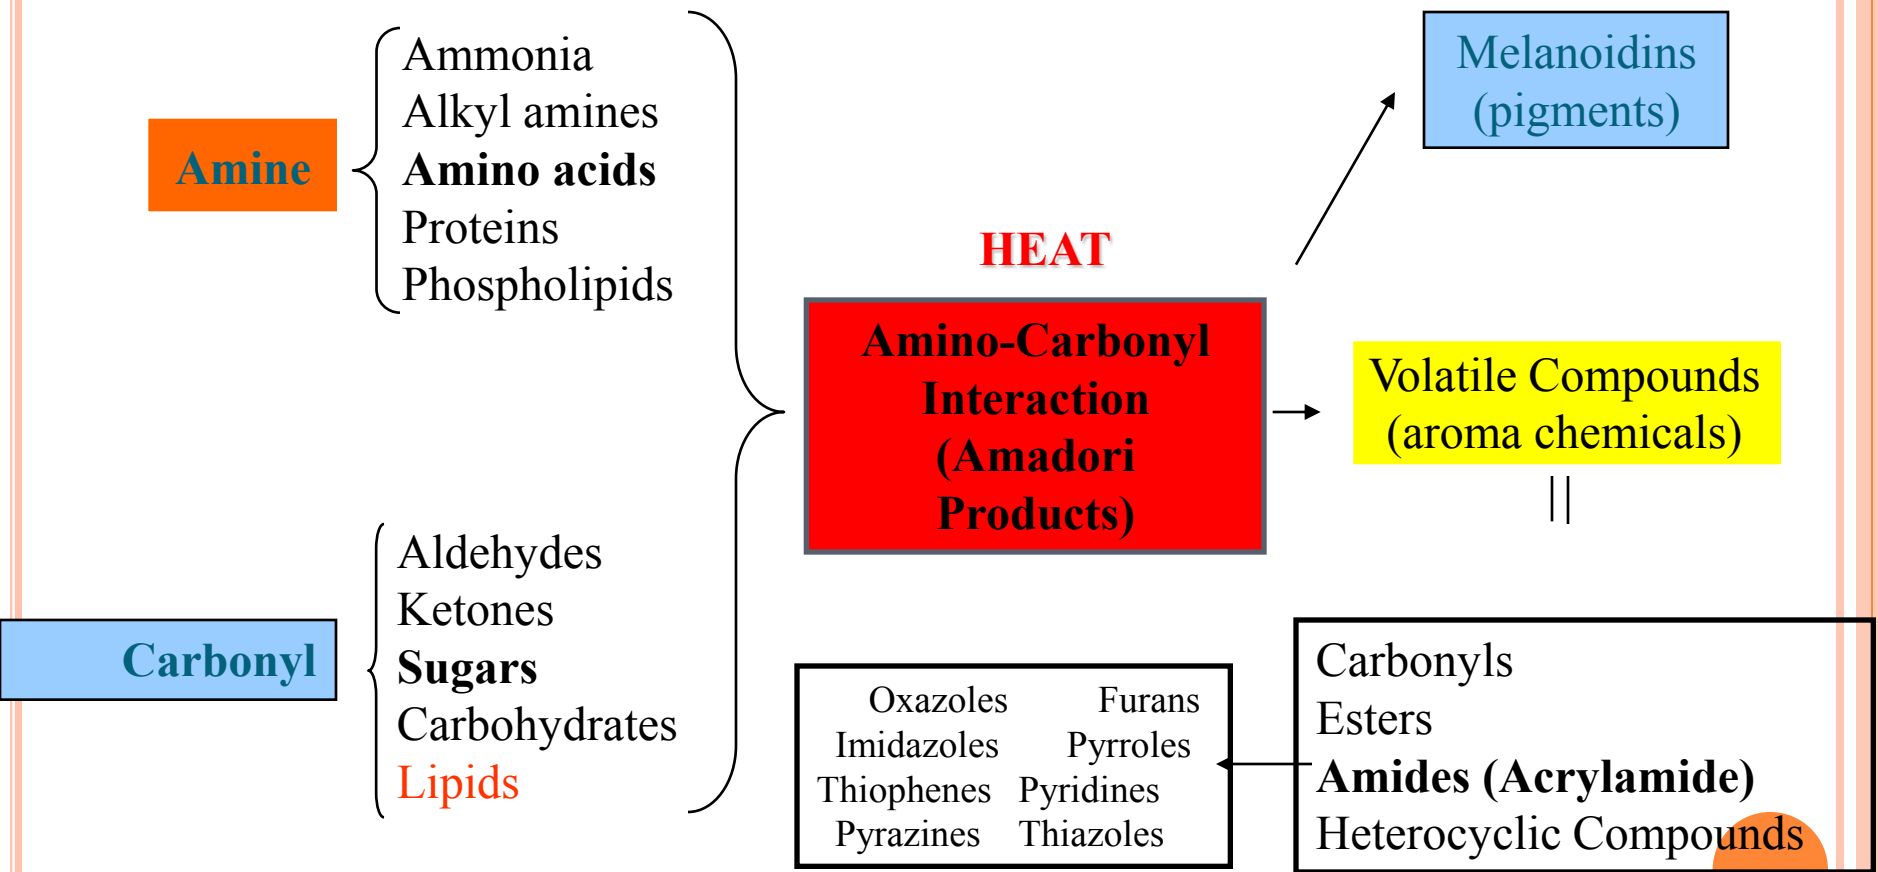 Amine
Ammonia
Alkyl amines
Amino acids
Proteins
Phospholipids
Carbonyl
Aldehydes
Ketones
Sugars
Carbohydrates
Lipids
HEAT
Amino-Carbonyl
Interaction
(Amadori
Products)
Melanoidins
(pigments)
Volatile Compounds
(aroma chemicals)
Carbonyls
Esters
Amides (Acrylamide)
Heterocyclic Compounds
Oxazoles Furans
Imidazoles Pyrroles
Thiophenes Pyridines
Pyrazines Thiazoles